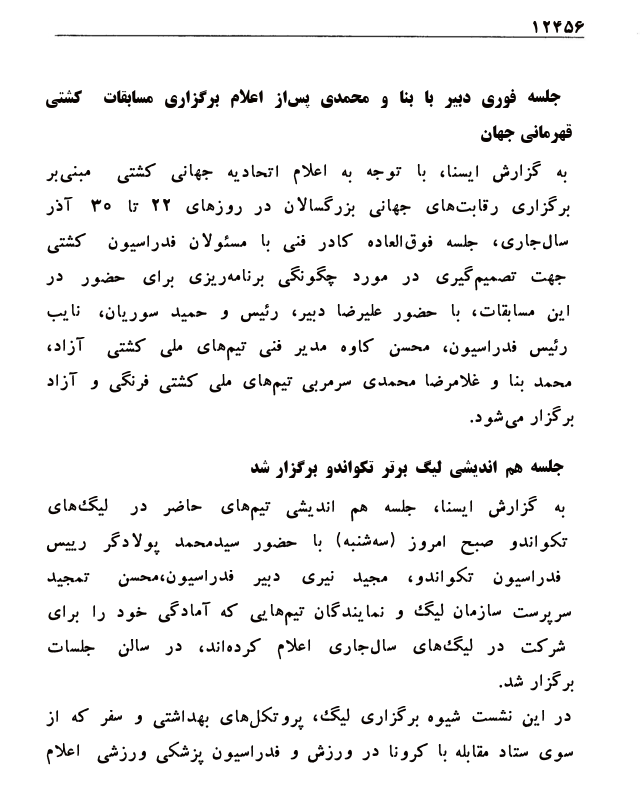 ۱۲۴۵۶
جلسه فوری دبیر با بنا و محمدی پس‌از اعلام برگزاری مسابقات کشتی
قهرمانی جهان
به گزارش ایسنا، با توجه به اعلام اتحادیه جهانی کشتی مبنی‌بر
برگزاری رقابت‌های جهانی بزرگسالان در روزهای ۲۲ تا ۳۰ آذر
سال‌جاری، جلسه فوق‌العاده کادر فنی با مسئولان فدراسیون کشتی
جهت تصمیم‌گیری در مورد چگونگی برنامه‌ریزی برای حضور در
این مسابقات، با حضور علیرضا دبیر، رئیس و حمید سوریان، نایب
رئیس فدراسیون، محسن کاوه مدیر فنی تیم‌های ملی کشتی آزاد،
محمد بنا و غلامرضا محمدی سرمربی تیم‌های ملی کشتی فرنگی و آزاد
برگزار می‌شود.
جلسه هم اندیشی لیگ برتر تکواندو برگزار شد
به گزارش ایسنا، جلسه هم اندیشی تیم‌های حاضر در لیگ‌های
تکواندو صبح امروز (سه‌شنبه) با حضور سیدمحمد پولادگر رییس
فدراسیون تکواندو، مجید نیری دبیر فدراسیون،محسن تمجید
سرپرست سازمان لیگ و نمایندگان تیم‌هایی که آمادگی خود را برای
شرکت در لیگ‌های سال‌جاری اعلام کرده‌اند، در سالن جلسات
برگزار شد.
در این نشست شیوه برگزاری لیگ، پروتکل‌های بهداشتی و سفر که از
سوی ستاد مقابله با کرونا در ورزش و فدراسیون پزشکی ورزشی اعلام